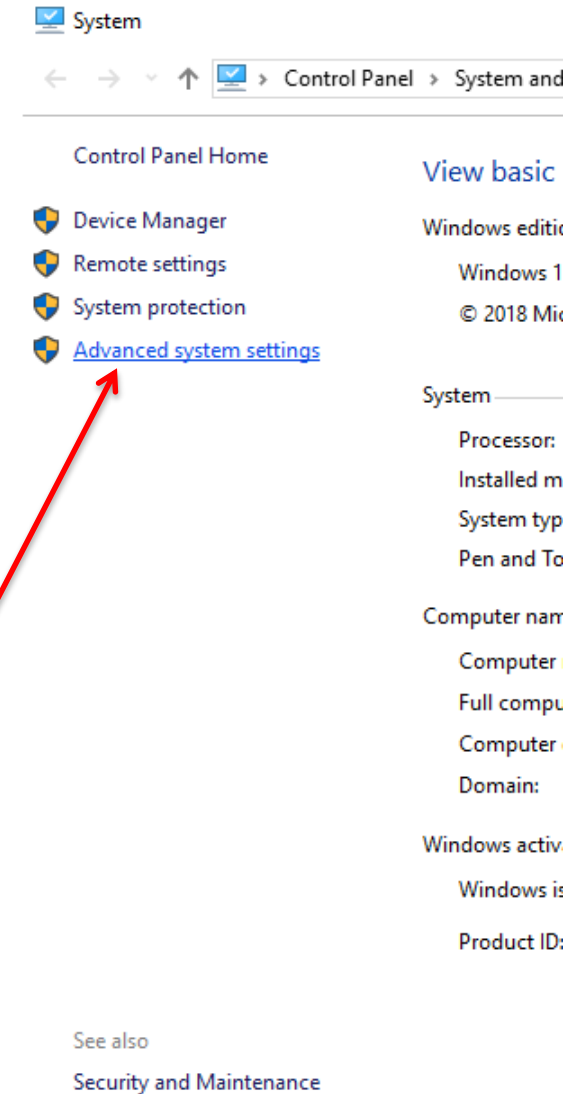 System
Control Panel > System and
Control Panel Home
Device Manager
Remote settings
System protection
Advanced system settings
View basic
Windows editio
Windows 1
© 2018 Mic
System
Processor:
Installed m
System typ
Pen and To
Computer nam
Computer
Full compu
Computer
Domain:
Windows activa
Windows is
Product ID:
See also
Security and Maintenance